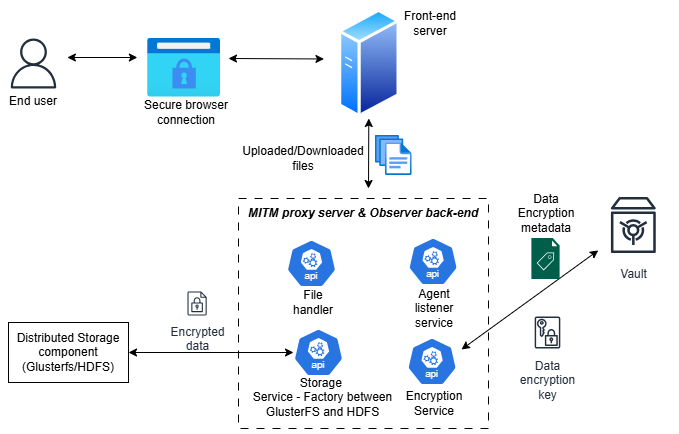 Front-end
server
End user
Secure browser
connection
Uploaded/Downloaded
files
MITM proxy server & Observer back-end
Data
Encryption
metadata
Vault
api
File
handler
api
Agent
listener
service
Encrypted
data
Distributed Storage
component
(Glusterfs/HDFS)
api
Storage
Service - Factory between
GlusterFS and HDFS
api
Encryption
Service
Data
encryption
key